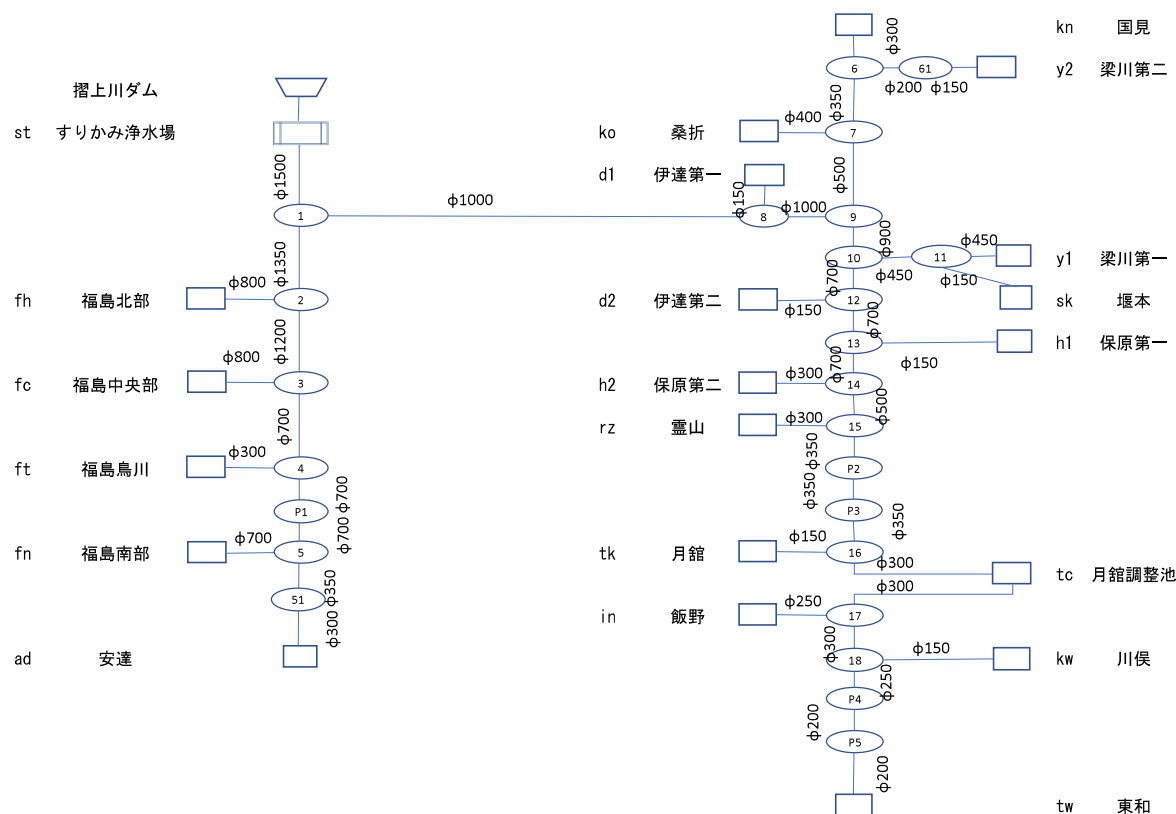 摺上川ダム
st すりかみ浄水場
φ1500
1
φ1350
φ800
fh 福島北部
2
φ1200
φ800
fc 福島中央部
3
φ700
φ300
ft 福島鳥川
4
φ700
P1
φ700
φ700
fn 福島南部
5
φ350
51
φ300
ad 安達
φ1000
kn 国見
φ300
6
61
y2 梁川第二
φ200
φ150
φ350
ko 桑折
φ400
7
d1 伊達第一
φ500
φ150
8
φ1000
9
φ900
10
φ450
11
φ450
y1 梁川第一
φ150
φ700
sk 堰本
d2 伊達第二
φ150
12
φ700
13
h1 保原第一
φ150
φ700
h2 保原第二
φ300
14
φ500
rz 霊山
φ300
15
φ350
P2
φ350
P3
φ350
tk 月舘
φ150
16
φ300
tc 月舘調整池
φ300
in 飯野
φ250
17
φ300
18
φ150
kw 川俣
φ250
P4
φ200
P5
φ200
tw 東和